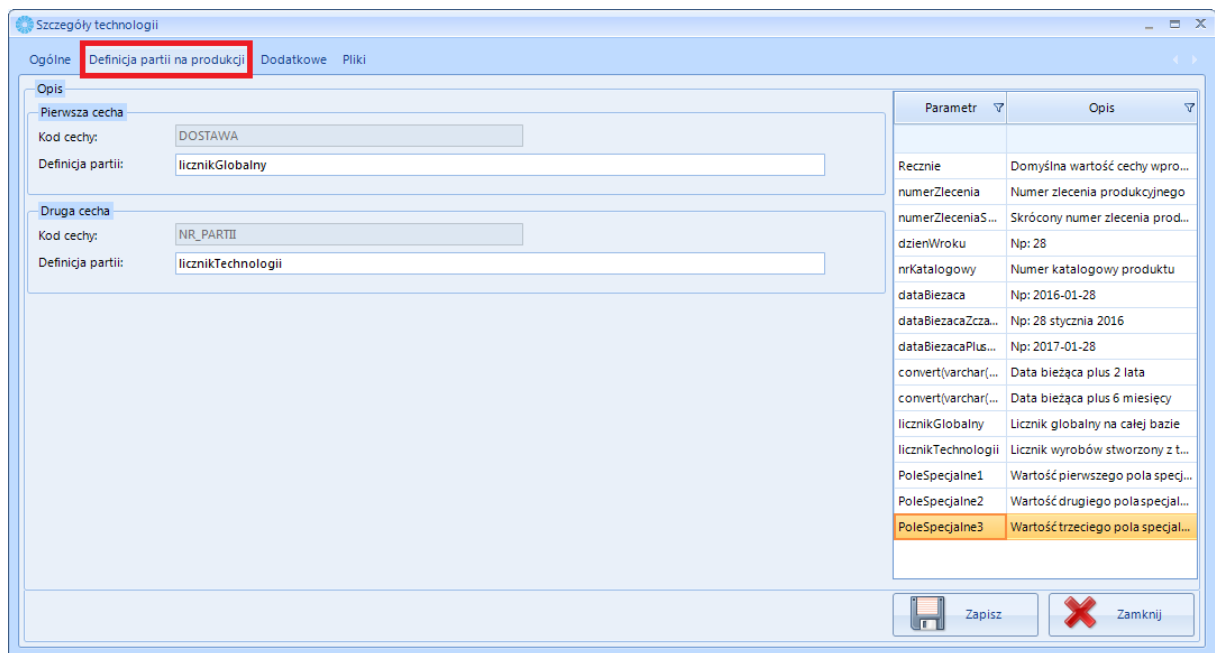 Szczegóły technologii
Ogólne Definicja partii na produkcji Dodatkowe Pliki
Opis
Pierwsza cecha
Kod cechy: DOSTAWA
Definicja partii: licznikGlobalny
Druga cecha
Kod cechy: NR_PARTII
Definicja partii: licznikTechnologii
Parametr Opis
Recznie Domyślna wartość cechy wpro...
numerZlecenia Numer zlecenia produkcyjnego
numerZleceniaS... Skrócony numer zlecenia prod...
dzienWroku Np: 28
nrKatalogowy Numer katalogowy produktu
dataBiezaca Np: 2016-01-28
dataBiezacaZcza... Np: 28 stycznia 2016
dataBiezacaPlus... Np: 2017-01-28
convert(varchar(... Data bieżąca plus 2 lata
convert(varchar(... Data bieżąca plus 6 miesięcy
licznikGlobalny Licznik globalny na całej bazie
licznikTechnologii Licznik wyrobów stworzony z t...
PoleSpecjalne1 Wartość pierwszego pola specj...
PoleSpecjalne2 Wartość drugiego pola specjal...
PoleSpecjalne3 Wartość trzeciego pola specjal...
Zapisz Zamknij